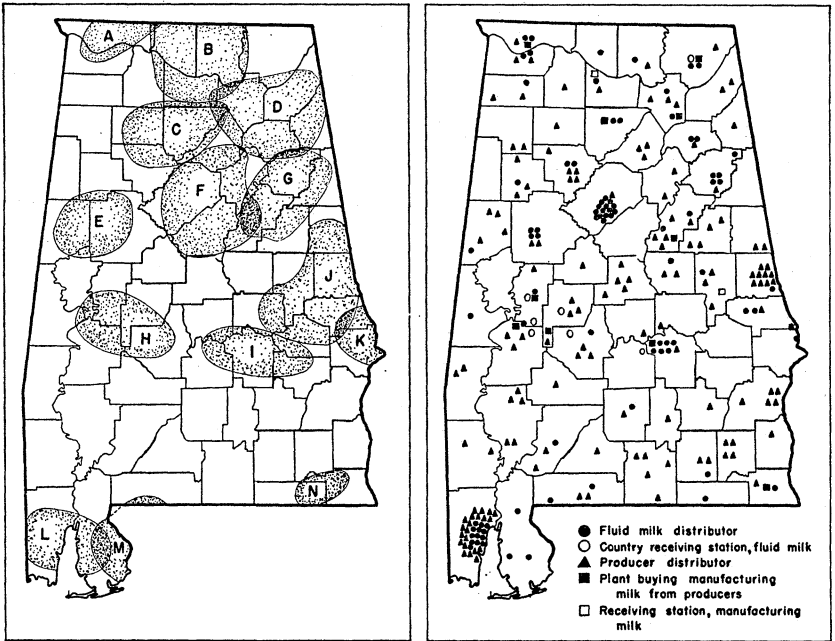 A
B
C
D
E
F
G
H
I
J
K
L
M
N
Fluid milk distributor
Country receiving station, fluid milk
Producer distributor
Plant buying manufacturing
milk from producers
Receiving station, manufacturing
milk